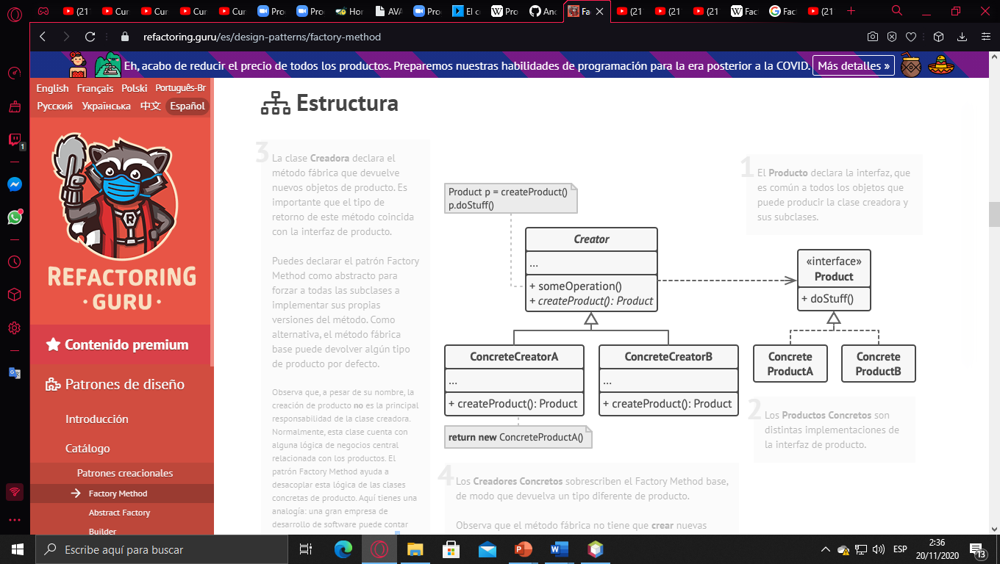 (21
Cur
Cur
Cur
Cur
Pro
Pro
Hor
AVA
Pro
El c
Pro
Anc
Fa
(21
(21
(21
Fact
Fac
(21
refactoring.guru/es/design-patterns/factory-method
Eh, acabo de reducir el precio de todos los productos. Preparemos nuestras habilidades de programación para la era posterior a la COVID. Más detalles »
English Français Polski Português-Br
Русский Українська 中文 Español
REFACTORING
· GURU ·
Contenido premium
Patrones de diseño
Introducción
Catálogo
Patrones creacionales
Factory Method
Abstract Factory
Builder
Estructura
3
La clase Creadora declara el
método fábrica que devuelve
nuevos objetos de producto. Es
importante que el tipo de
retorno de este método coincida
con la interfaz de producto.
Puedes declarar el patrón Factory
Method como abstracto para
forzar a todas las subclases a
implementar sus propias
versiones del método. Como
alternativa, el método fábrica
base puede devolver algún tipo
de producto por defecto.
Observa que, a pesar de su nombre, la
creación de producto no es la principal
responsabilidad de la clase creadora.
Normalmente, esta clase cuenta con
alguna lógica de negocios central
relacionada con los productos. El
patrón Factory Method ayuda a
desacoplar esta lógica de las clases
concretas de producto. Aquí tienes una
analogía: una gran empresa de
desarrollo de software puede contar
Product p = createProduct()
p.doStuff()
Creator
...
+ someOperation()
+ createProduct(): Product
ConcreteCreatorA
...
+ createProduct(): Product
return new ConcreteProductA()
ConcreteCreatorB
...
+ createProduct(): Product
1
El Producto declara la interfaz, que
es común a todos los objetos que
puede producir la clase creadora y
sus subclases.
«interface»
Product
+ doStuff()
Concrete
ProductA
Concrete
ProductB
2
Los Productos Concretos son
distintas implementaciones de
la interfaz de producto.
4
Los Creadores Concretos sobrescriben el Factory Method base,
de modo que devuelva un tipo diferente de producto.
Observa que el método fábrica no tiene que crear nuevas
1
R
Escribe aquí para buscar
ESP
2:36
20/11/2020
13